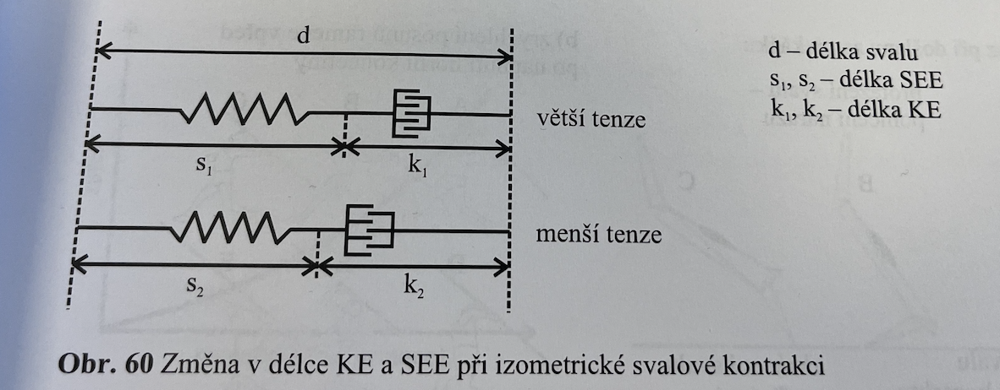 d
d – délka svalu
s₁, s₂ – délka SEE
k₁, k₂ – délka KE
větší tenze
s₁
k₁
menší tenze
s₂
k₂
Obr. 60 Změna v délce KE a SEE při izometrické svalové kontrakci